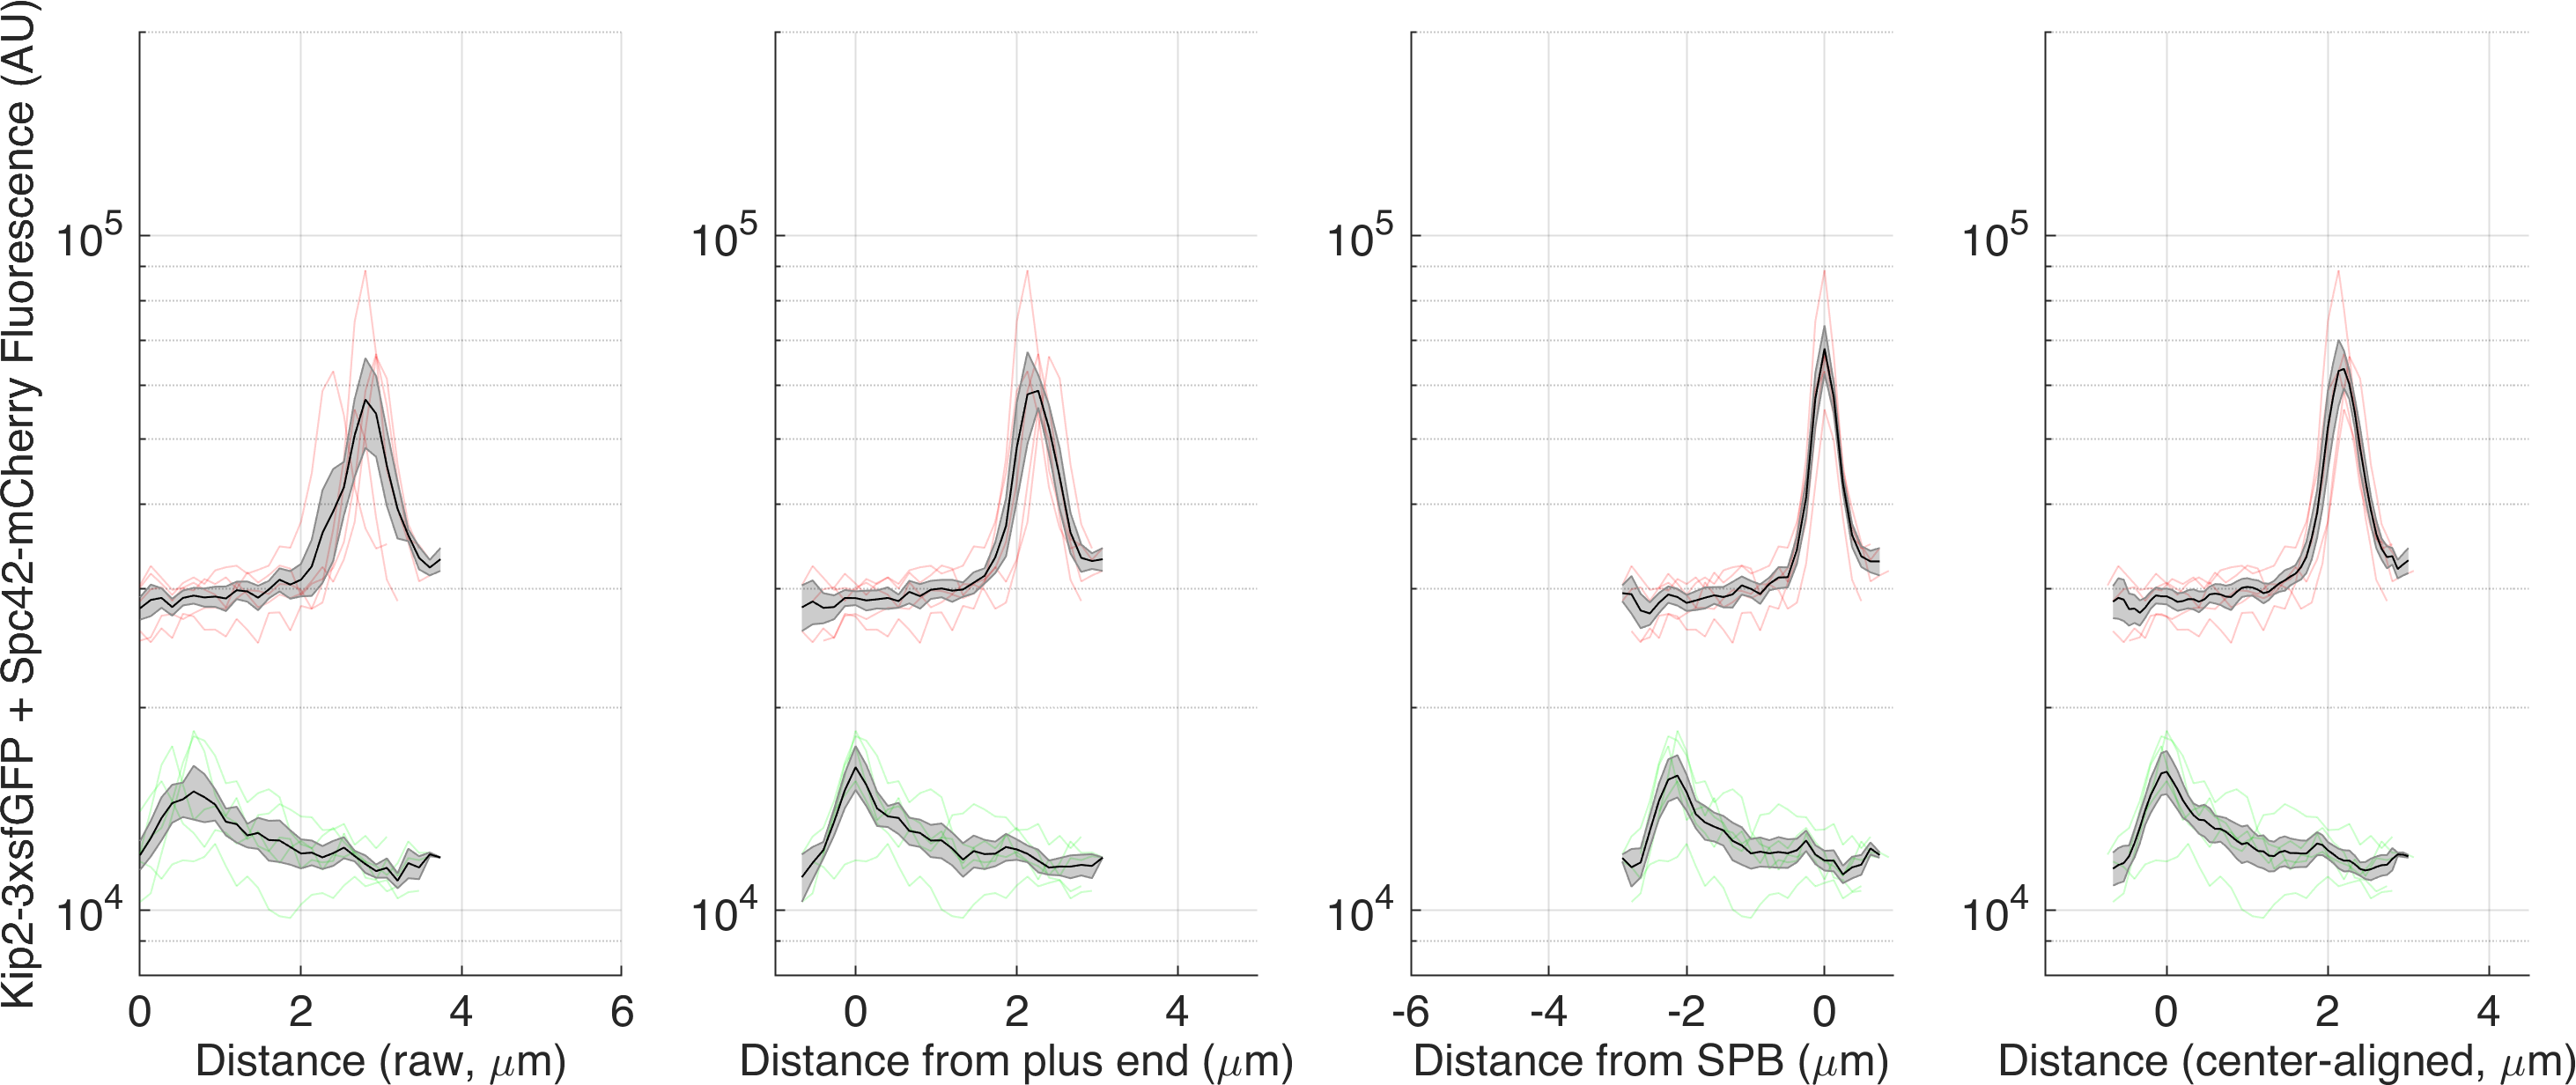 Kip2-3xsfGFP + Spc42-mCherry Fluorescence (AU)
10^5
10^4
0 2 4 6
Distance (raw, μm)
10^5
10^4
0 2 4
Distance from plus end (μm)
10^5
10^4
-6 -4 -2 0
Distance from SPB (μm)
10^5
10^4
0 2 4
Distance (center-aligned, μm)